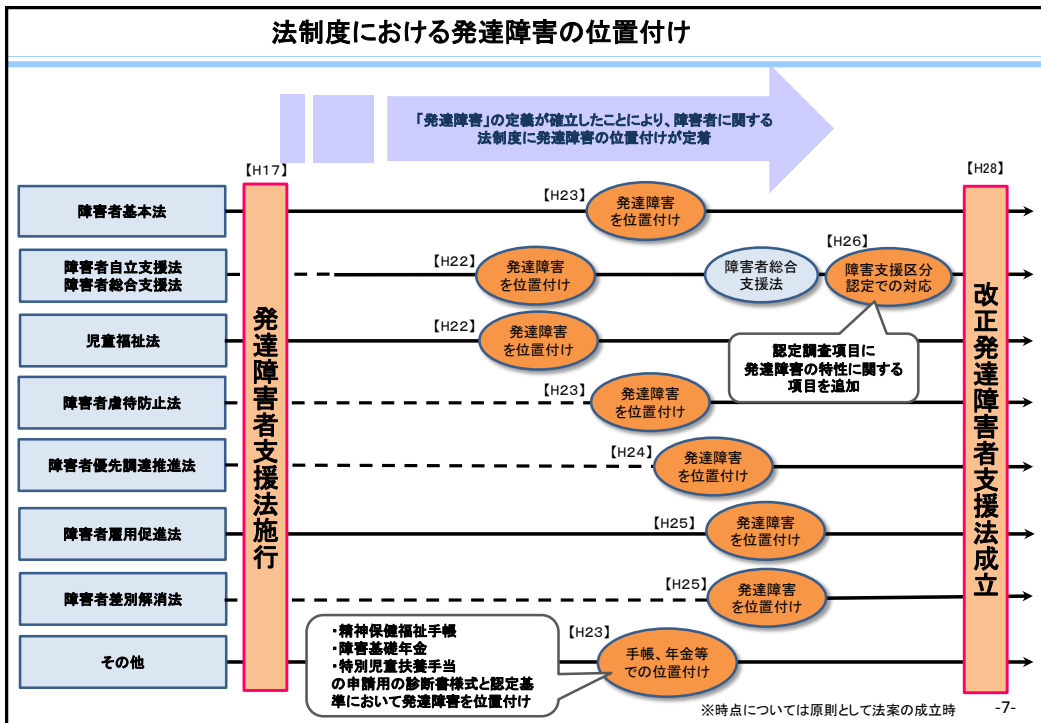 法制度における発達障害の位置付け
「発達障害」の定義が確立したことにより、障害者に関する
法制度に発達障害の位置付けが定着
【H17】
【H28】
発達障害者支援法施行
改正発達障害者支援法成立
障害者基本法
【H23】
発達障害
を位置付け
障害者自立支援法
障害者総合支援法
【H22】
発達障害
を位置付け
障害者総合
支援法
【H26】
障害支援区分
認定での対応
認定調査項目に
発達障害の特性に関する
項目を追加
児童福祉法
【H22】
発達障害
を位置付け
障害者虐待防止法
【H23】
発達障害
を位置付け
障害者優先調達推進法
【H24】
発達障害
を位置付け
障害者雇用促進法
【H25】
発達障害
を位置付け
障害者差別解消法
【H25】
発達障害
を位置付け
その他
・精神保健福祉手帳
・障害基礎年金
・特別児童扶養手当
の申請用の診断書様式と認定基
準において発達障害を位置付け
【H23】
手帳、年金等
での位置付け
※時点については原則として法案の成立時
-7-